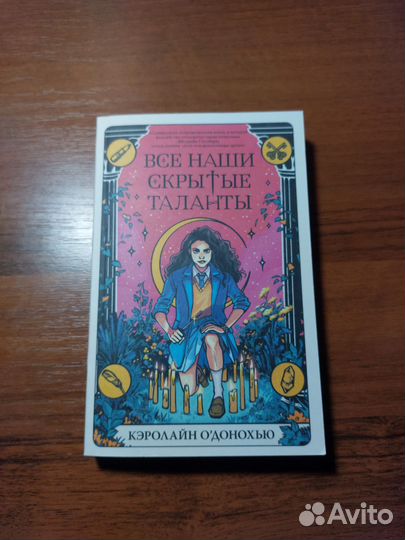 ВСЕ НАШИ
СКРЫТЫЕ
ТАЛАНТЫ
КЭРОЛАЙН О'ДОНОХЬЮ
Avito